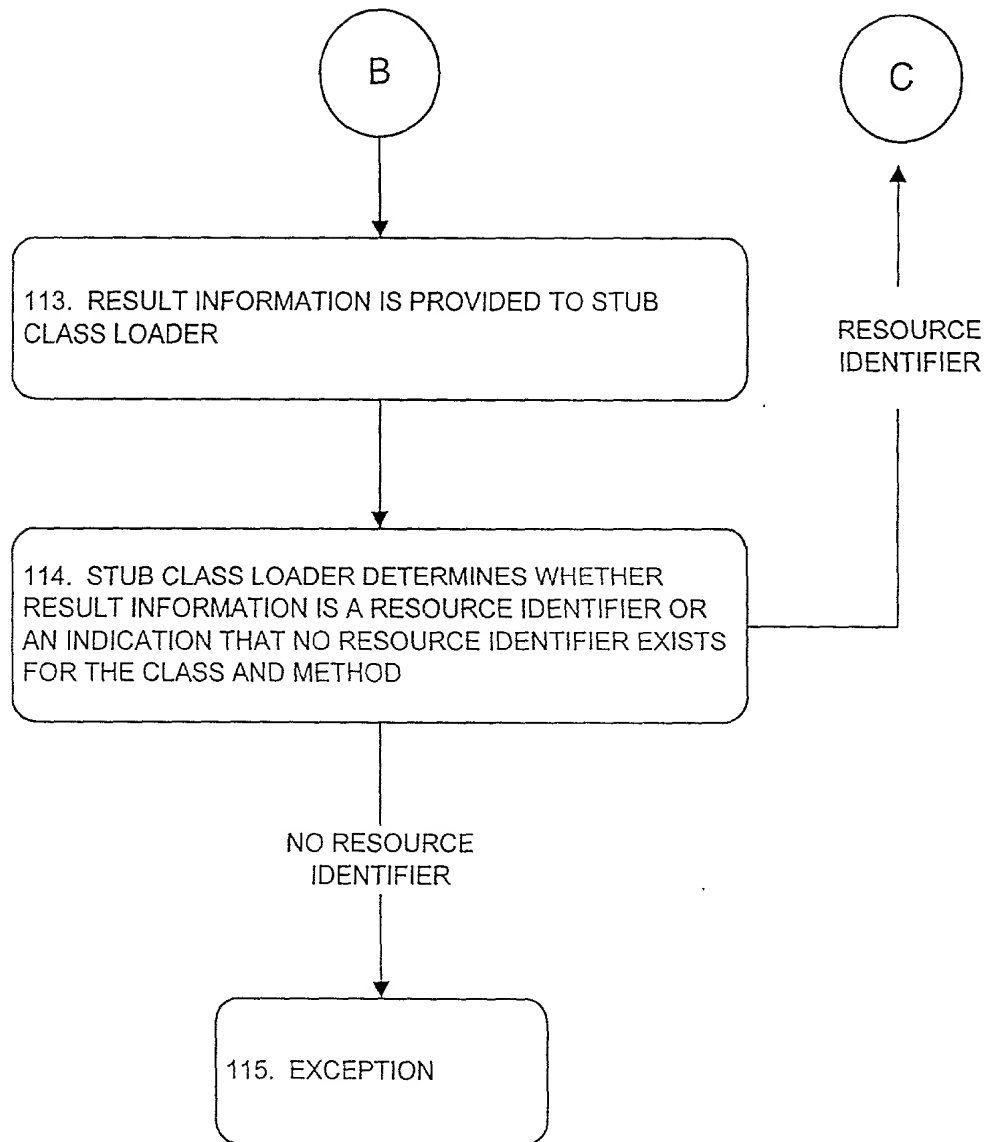 B
C
113. RESULT INFORMATION IS PROVIDED TO STUB
CLASS LOADER
RESOURCE
IDENTIFIER
114. STUB CLASS LOADER DETERMINES WHETHER
RESULT INFORMATION IS A RESOURCE IDENTIFIER OR
AN INDICATION THAT NO RESOURCE IDENTIFIER EXISTS
FOR THE CLASS AND METHOD
NO RESOURCE
IDENTIFIER
115. EXCEPTION